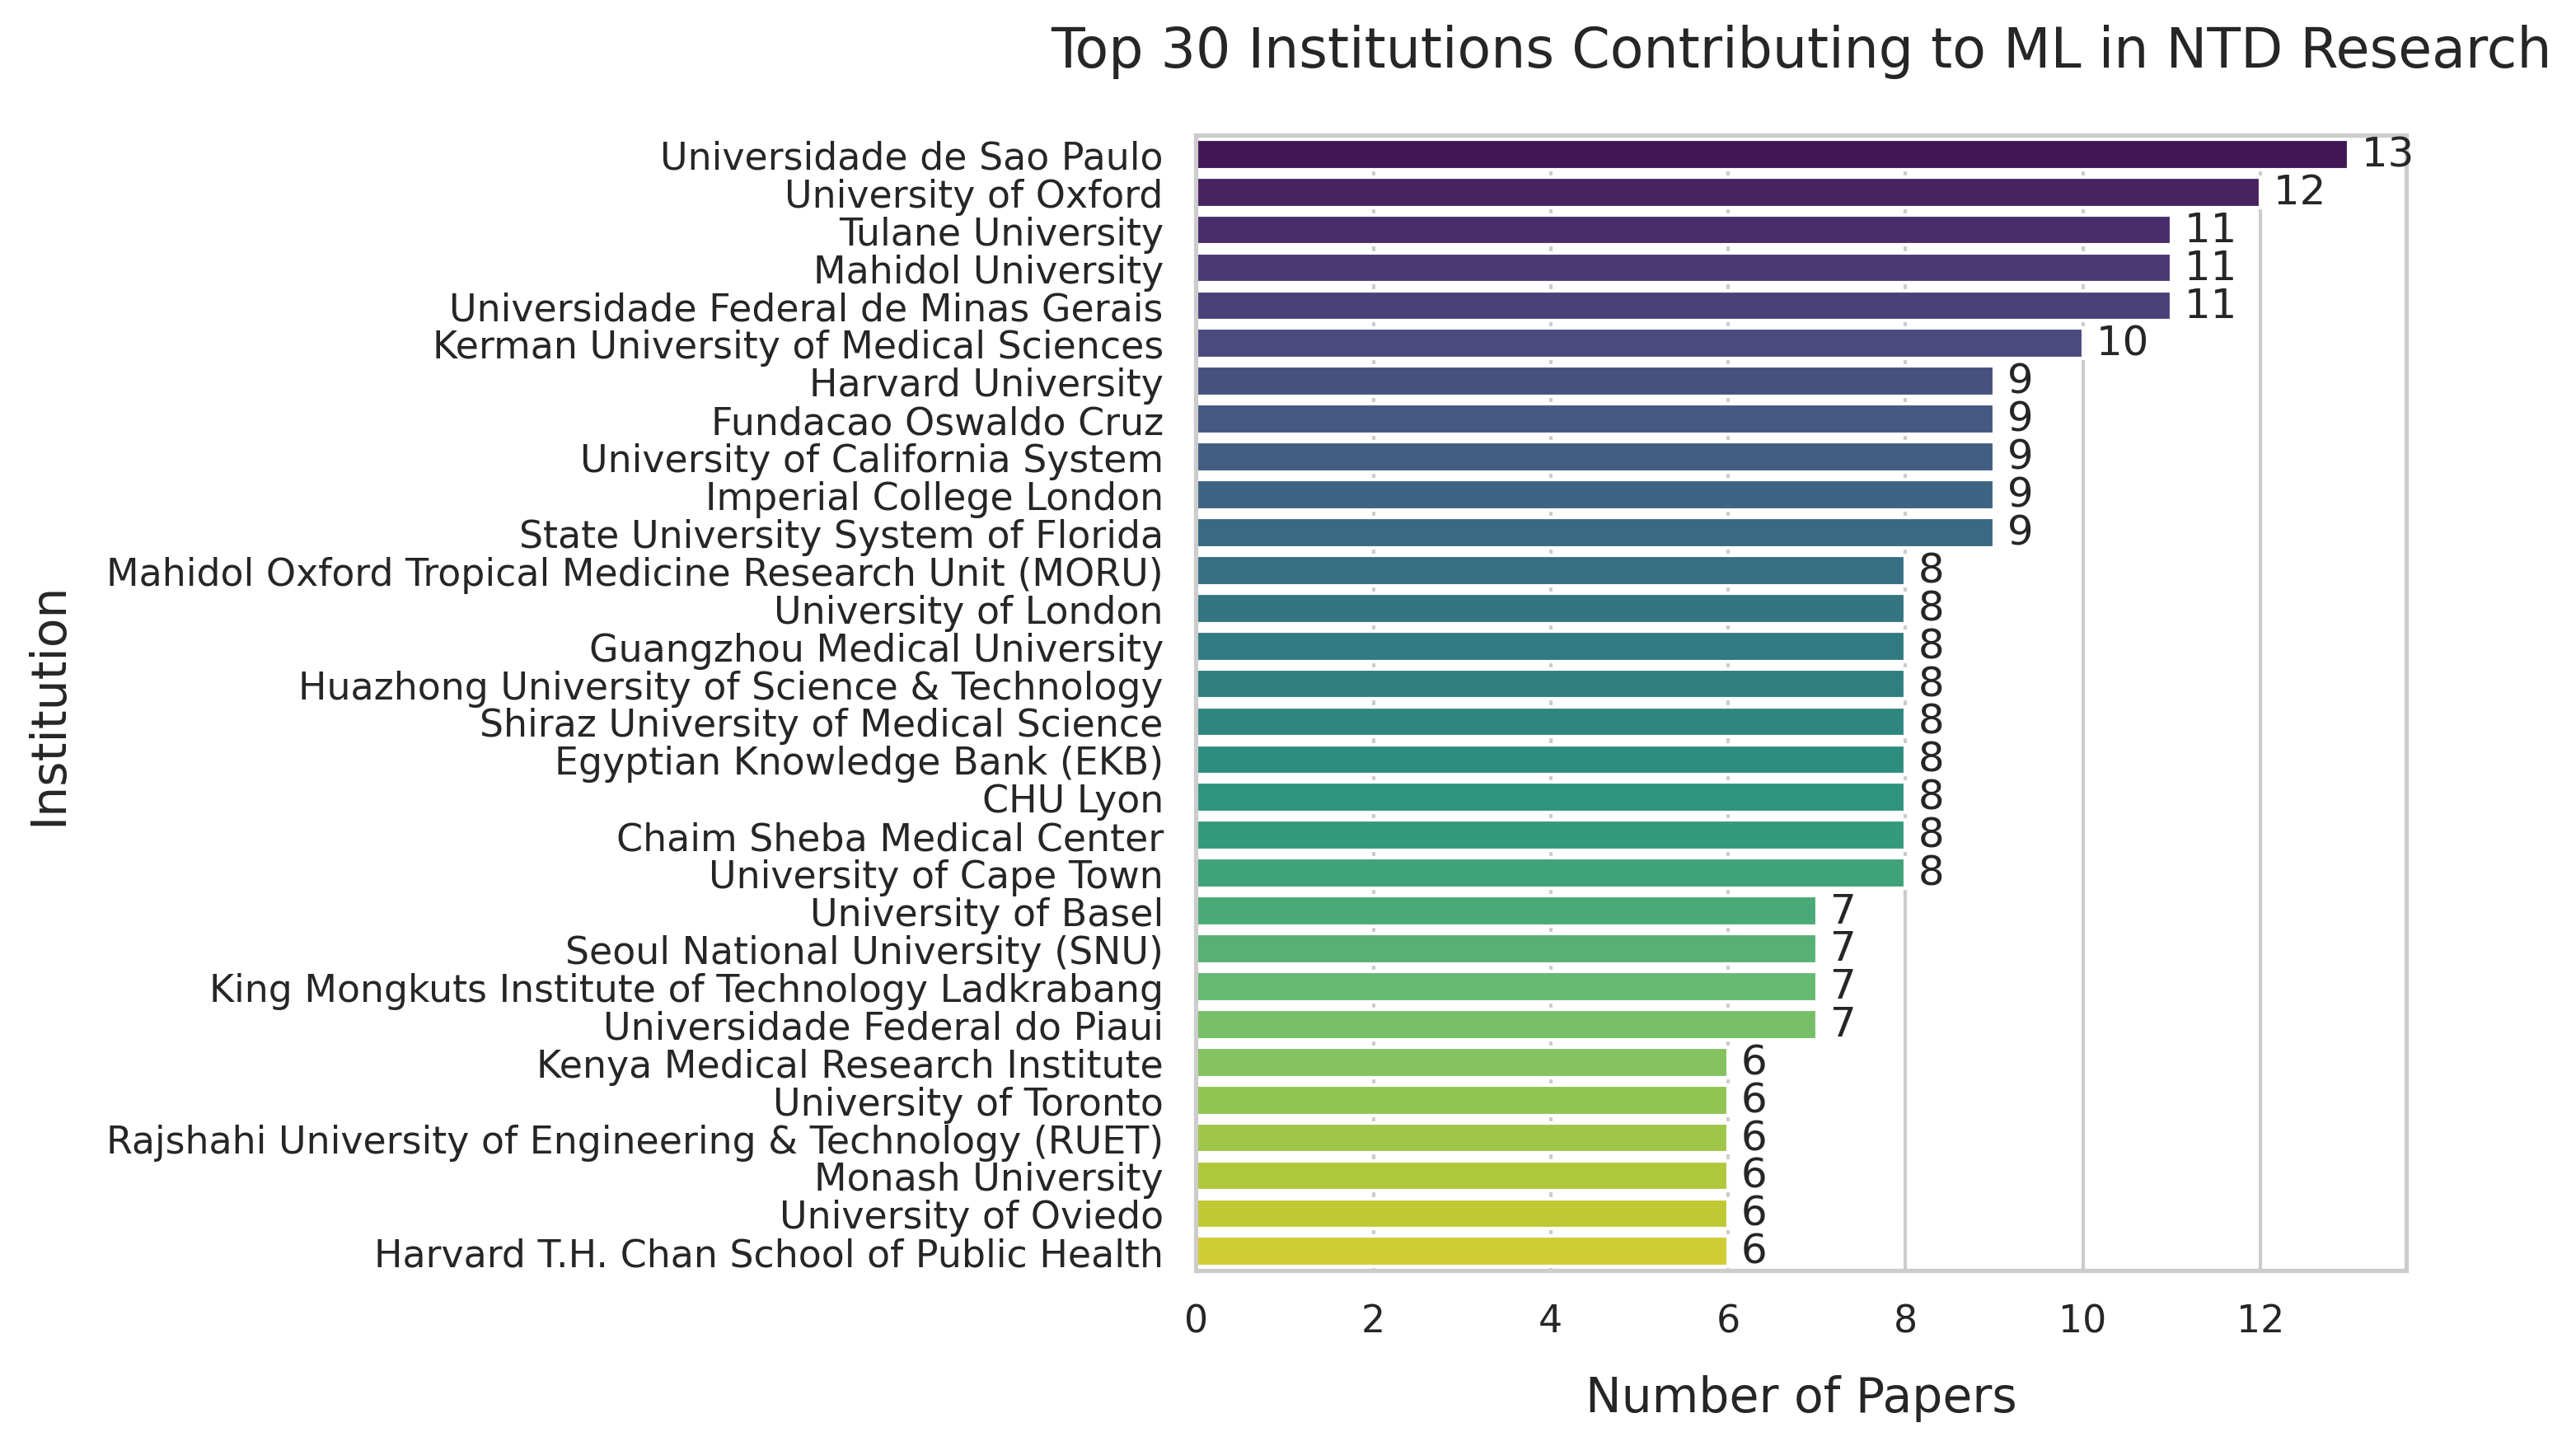 Top 30 Institutions Contributing to ML in NTD Research
Institution
Universidade de Sao Paulo 13
University of Oxford 12
Tulane University 11
Mahidol University 11
Universidade Federal de Minas Gerais 11
Kerman University of Medical Sciences 10
Harvard University 9
Fundacao Oswaldo Cruz 9
University of California System 9
Imperial College London 9
State University System of Florida 9
Mahidol Oxford Tropical Medicine Research Unit (MORU) 8
University of London 8
Guangzhou Medical University 8
Huazhong University of Science & Technology 8
Shiraz University of Medical Science 8
Egyptian Knowledge Bank (EKB) 8
CHU Lyon 8
Chaim Sheba Medical Center 8
University of Cape Town 8
University of Basel 7
Seoul National University (SNU) 7
King Mongkuts Institute of Technology Ladkrabang 7
Universidade Federal do Piaui 7
Kenya Medical Research Institute 6
University of Toronto 6
Rajshahi University of Engineering & Technology (RUET) 6
Monash University 6
University of Oviedo 6
Harvard T.H. Chan School of Public Health 6
0 2 4 6 8 10 12
Number of Papers